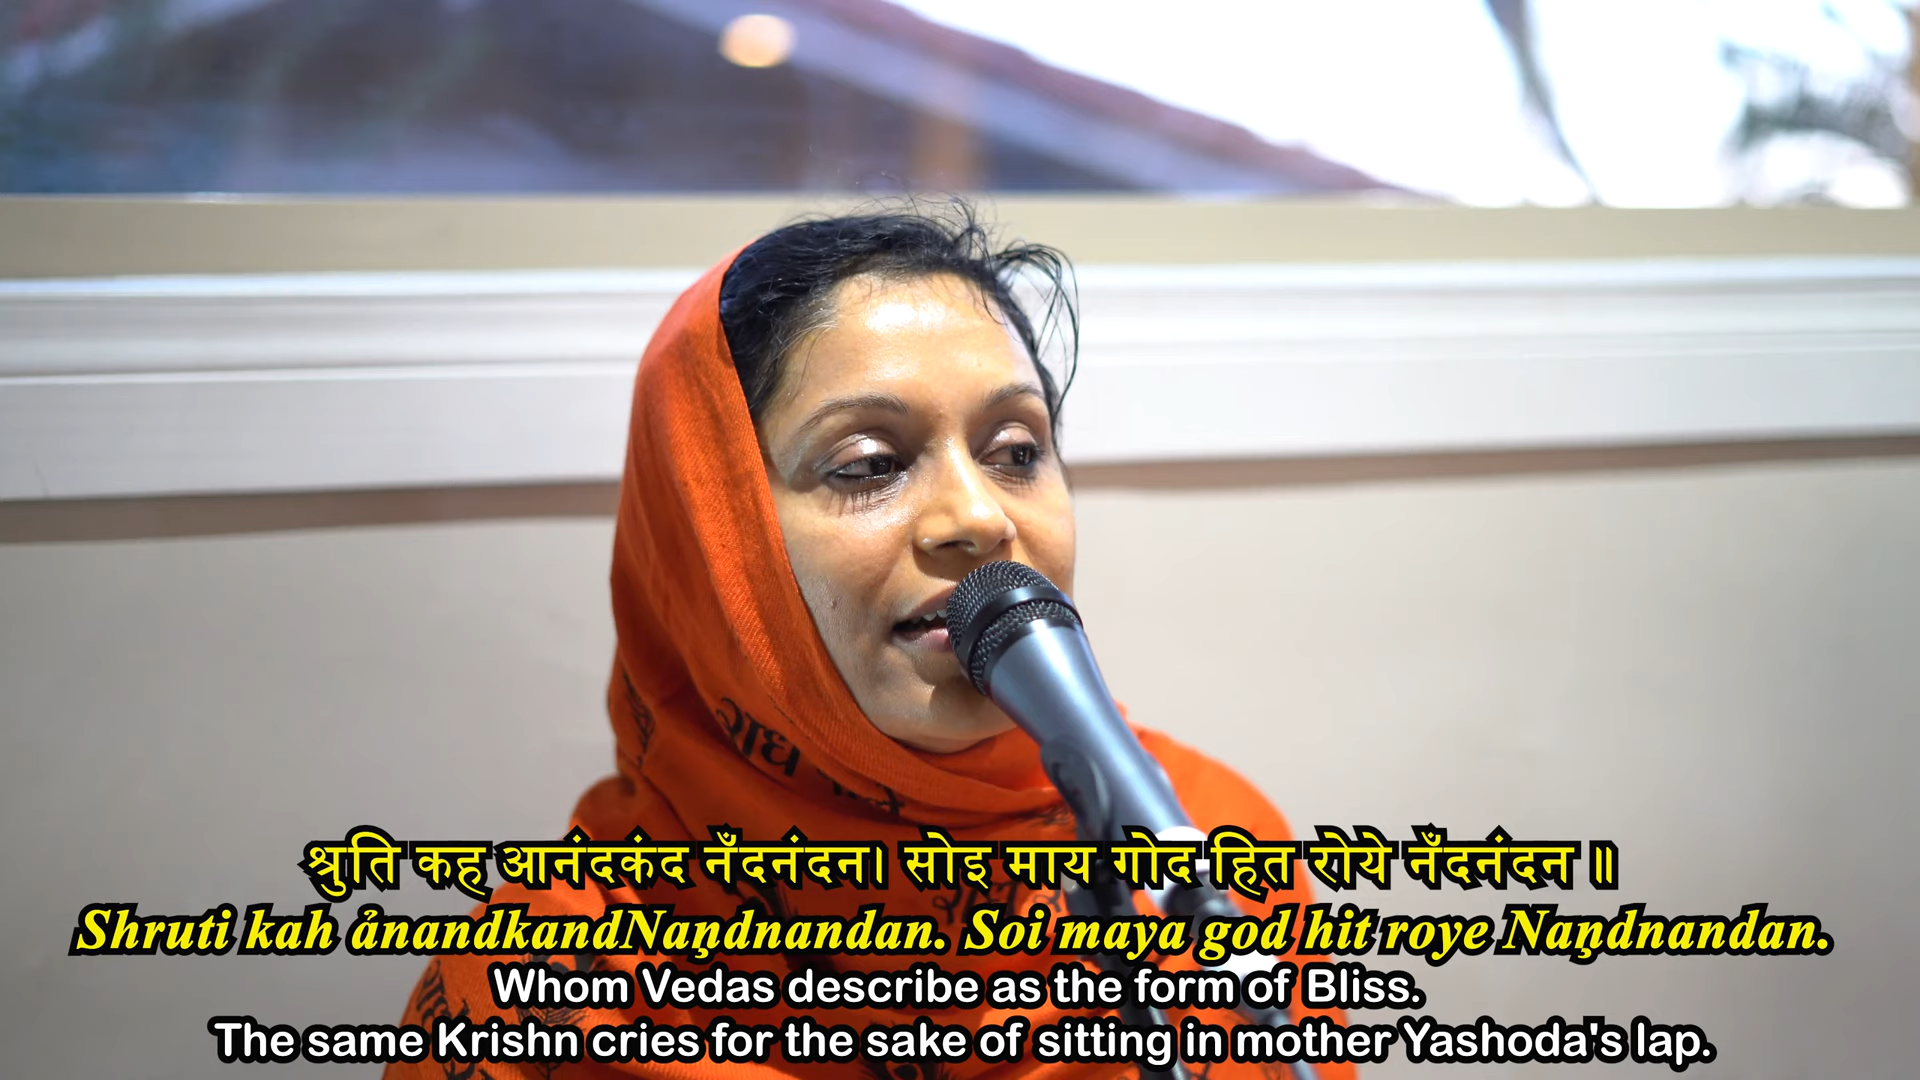 राधे
श्रुति कह आनंदकंद नँदनंदन। सोइ माय गोद हित रोये नँदनंदन॥
Shruti kah ảnandkandNaņdnandan. Soi maya god hit roye Naņdnandan.
Whom Vedas describe as the form of Bliss.
The same Krishn cries for the sake of sitting in mother Yashoda's lap.